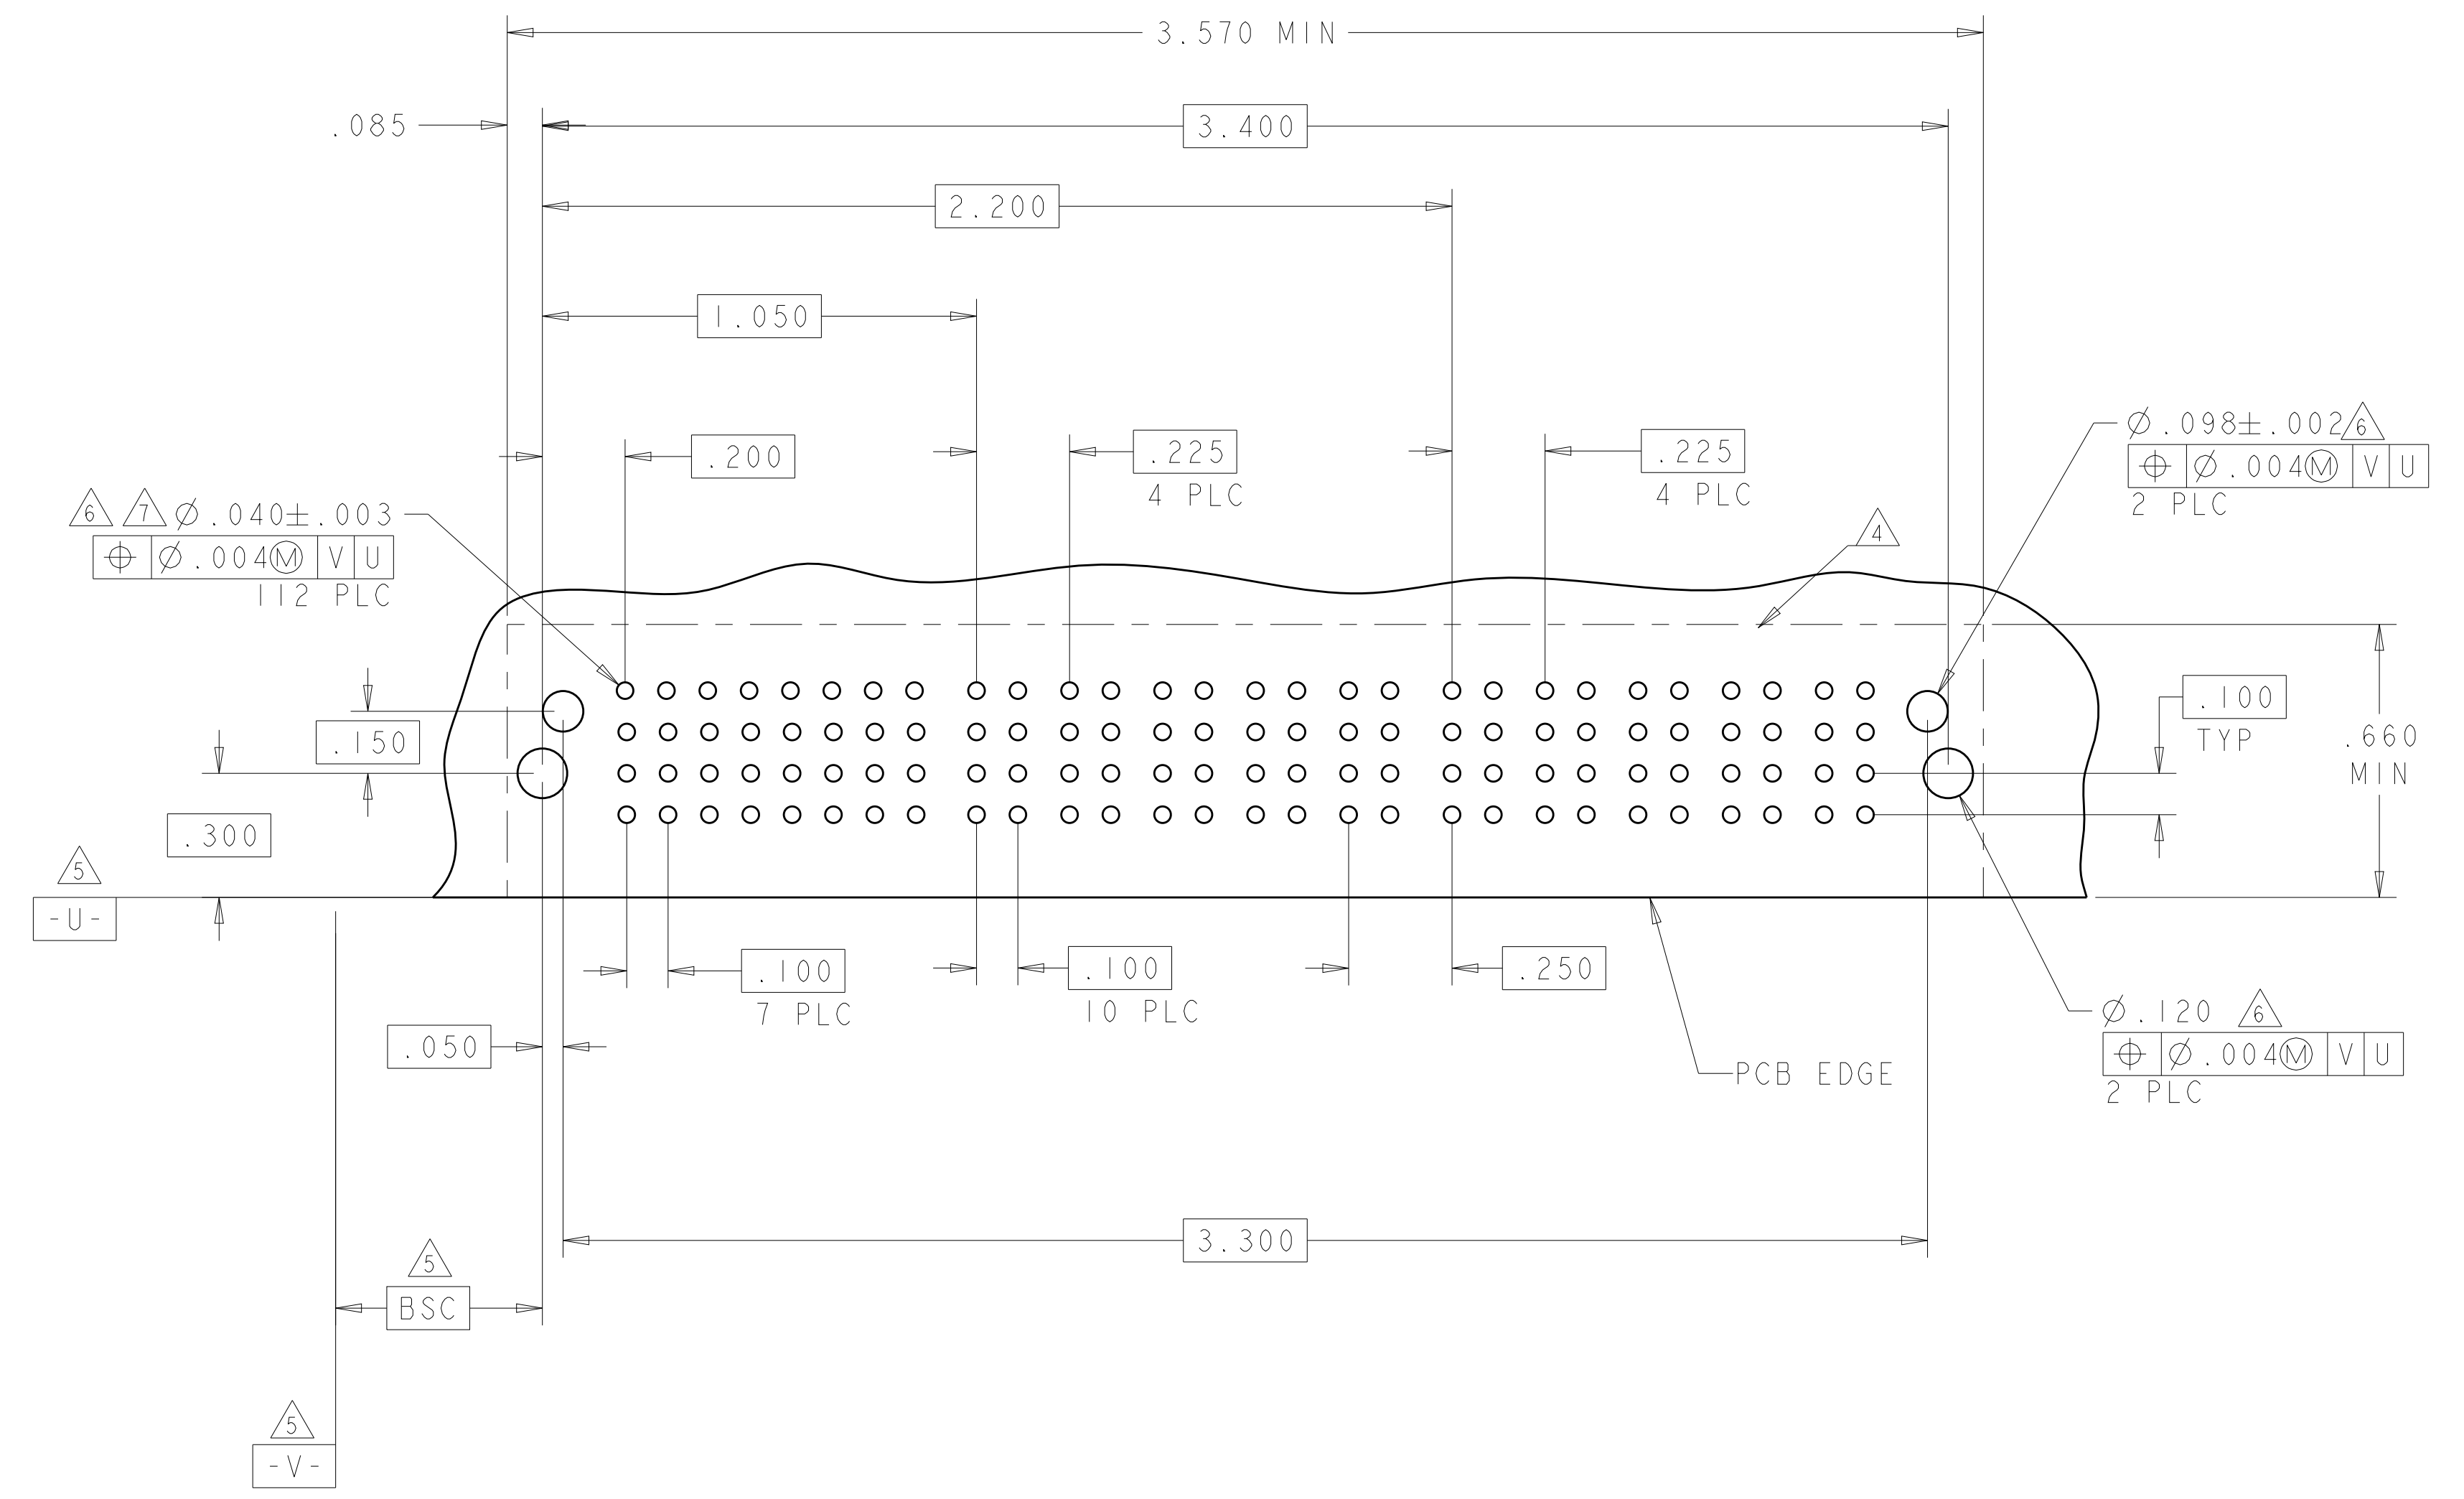 3.570 MIN
.085
3.400
2.200
1.050
.200
.225
4 PLC
.225
4 PLC
Ø.098±.002 6
⌖ Ø.004Ⓜ V U
2 PLC
6 7 Ø.040±.003
⌖ Ø.004Ⓜ V U
112 PLC
4
.100
TYP
.150
.660
MIN
.300
5
-U-
.100
7 PLC
.100
10 PLC
.250
.050
PCB EDGE
Ø.120 6
⌖ Ø.004Ⓜ V U
2 PLC
3.300
5
BSC
5
-V-